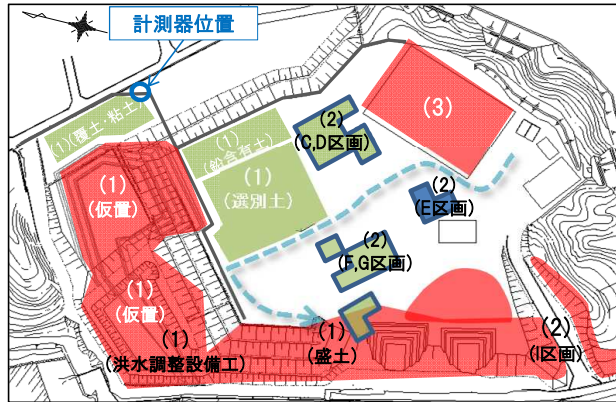 計測器位置
(1)(覆土・粘土)
(1)
(鉛含有土)
(1)
(選別土)
(2)
(C,D区画)
(3)
(1)
(仮置)
(2)
(E区画)
(2)
(F,G区画)
(1)
(仮置)
(1)
(洪水調整設備工)
(1)
(盛土)
(2)
(I区画)